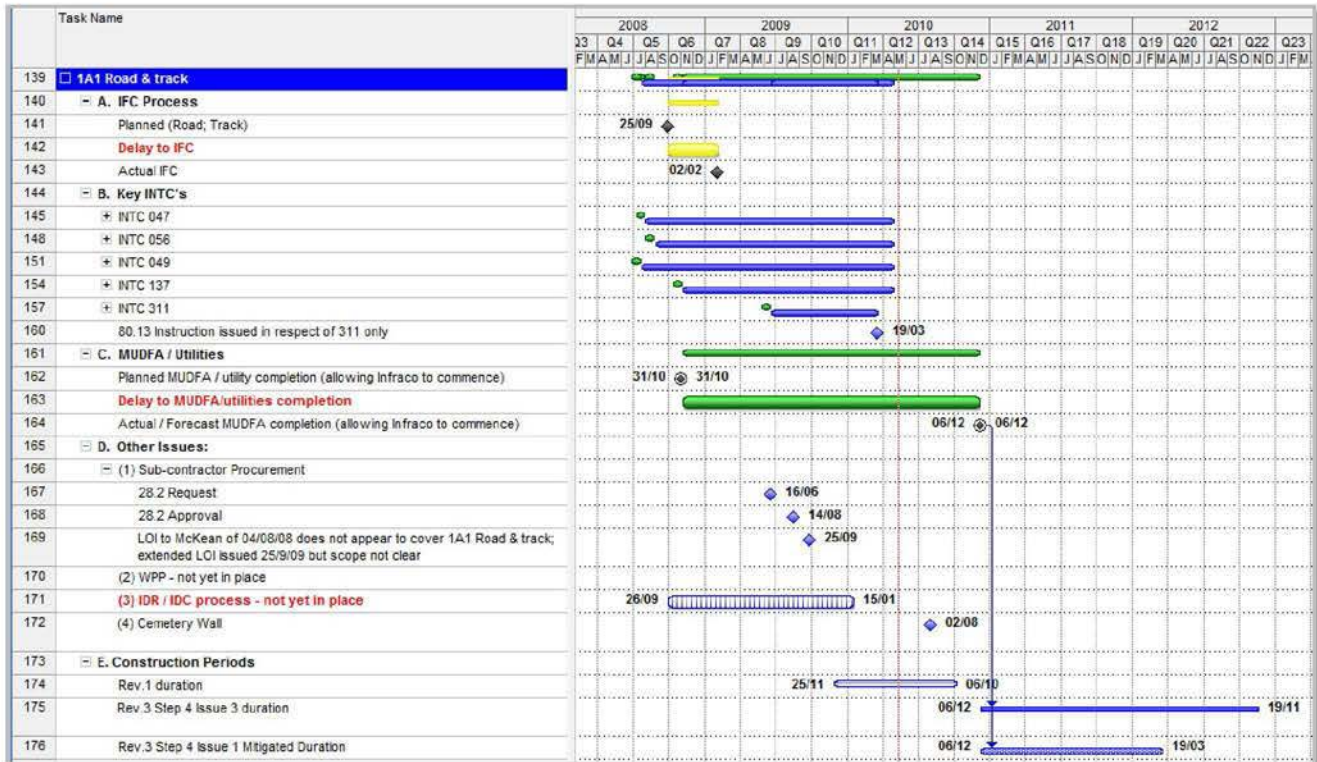 Task Name
2008 2009 2010 2011 2012
Q3 Q4 Q5 Q6 Q7 Q8 Q9 Q10 Q11 Q12 Q13 Q14 Q15 Q16 Q17 Q18 Q19 Q20 Q21 Q22 Q23
F M A M J J A S O N D J F M A M J J A S O N D J F M A M J J A S O N D J F M A M J J A S O N D J F M A M J J A S O N D J F M
139 1A1 Road & track
140 - A. IFC Process
141 Planned (Road; Track) 25/09
142 Delay to IFC
143 Actual IFC 02/02
144 - B. Key INTC's
145 + INTC 047
148 + INTC 056
151 + INTC 049
154 + INTC 137
157 + INTC 311
160 80.13 Instruction issued in respect of 311 only 19/03
161 - C. MUDFA / Utilities
162 Planned MUDFA / utility completion (allowing Infraco to commence) 31/10 31/10
163 Delay to MUDFA/utilities completion
164 Actual / Forecast MUDFA completion (allowing Infraco to commence) 06/12 06/12
165 - D. Other Issues:
166 - (1) Sub-contractor Procurement
167 28.2 Request 16/06
168 28.2 Approval 14/08
169 LOI to McKean of 04/08/08 does not appear to cover 1A1 Road & track; 25/09
extended LOI issued 25/9/09 but scope not clear
170 (2) WPP - not yet in place
171 (3) IDR / IDC process - not yet in place 26/09 15/01
172 (4) Cemetery Wall 02/08
173 - E. Construction Periods
174 Rev.1 duration 25/11 06/10
175 Rev.3 Step 4 Issue 3 duration 06/12 19/11
176 Rev.3 Step 4 Issue 1 Mitigated Duration 06/12 19/03